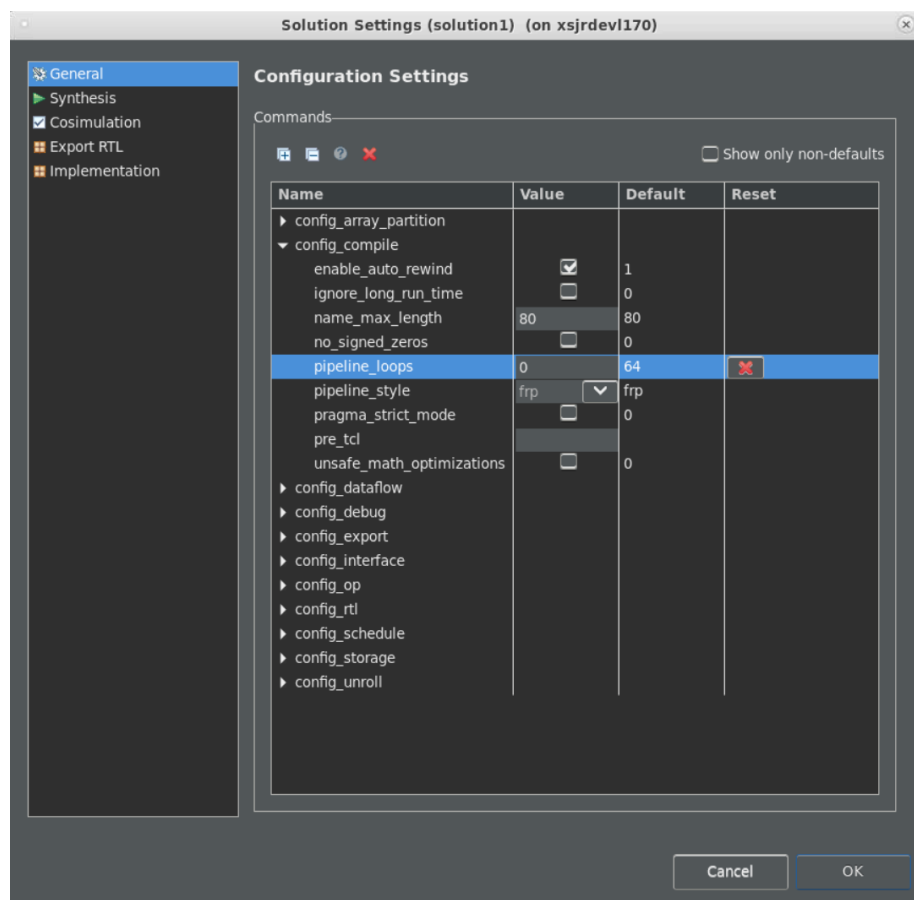 Solution Settings (solution1) (on xsjrdevl170)
General
Synthesis
Cosimulation
Export RTL
Implementation
Configuration Settings
Commands
Show only non-defaults
Name Value Default Reset
config_array_partition
config_compile
enable_auto_rewind 1
ignore_long_run_time 0
name_max_length 80 80
no_signed_zeros 0
pipeline_loops 0 64
pipeline_style frp frp
pragma_strict_mode 0
pre_tcl
unsafe_math_optimizations 0
config_dataflow
config_debug
config_export
config_interface
config_op
config_rtl
config_schedule
config_storage
config_unroll
Cancel OK